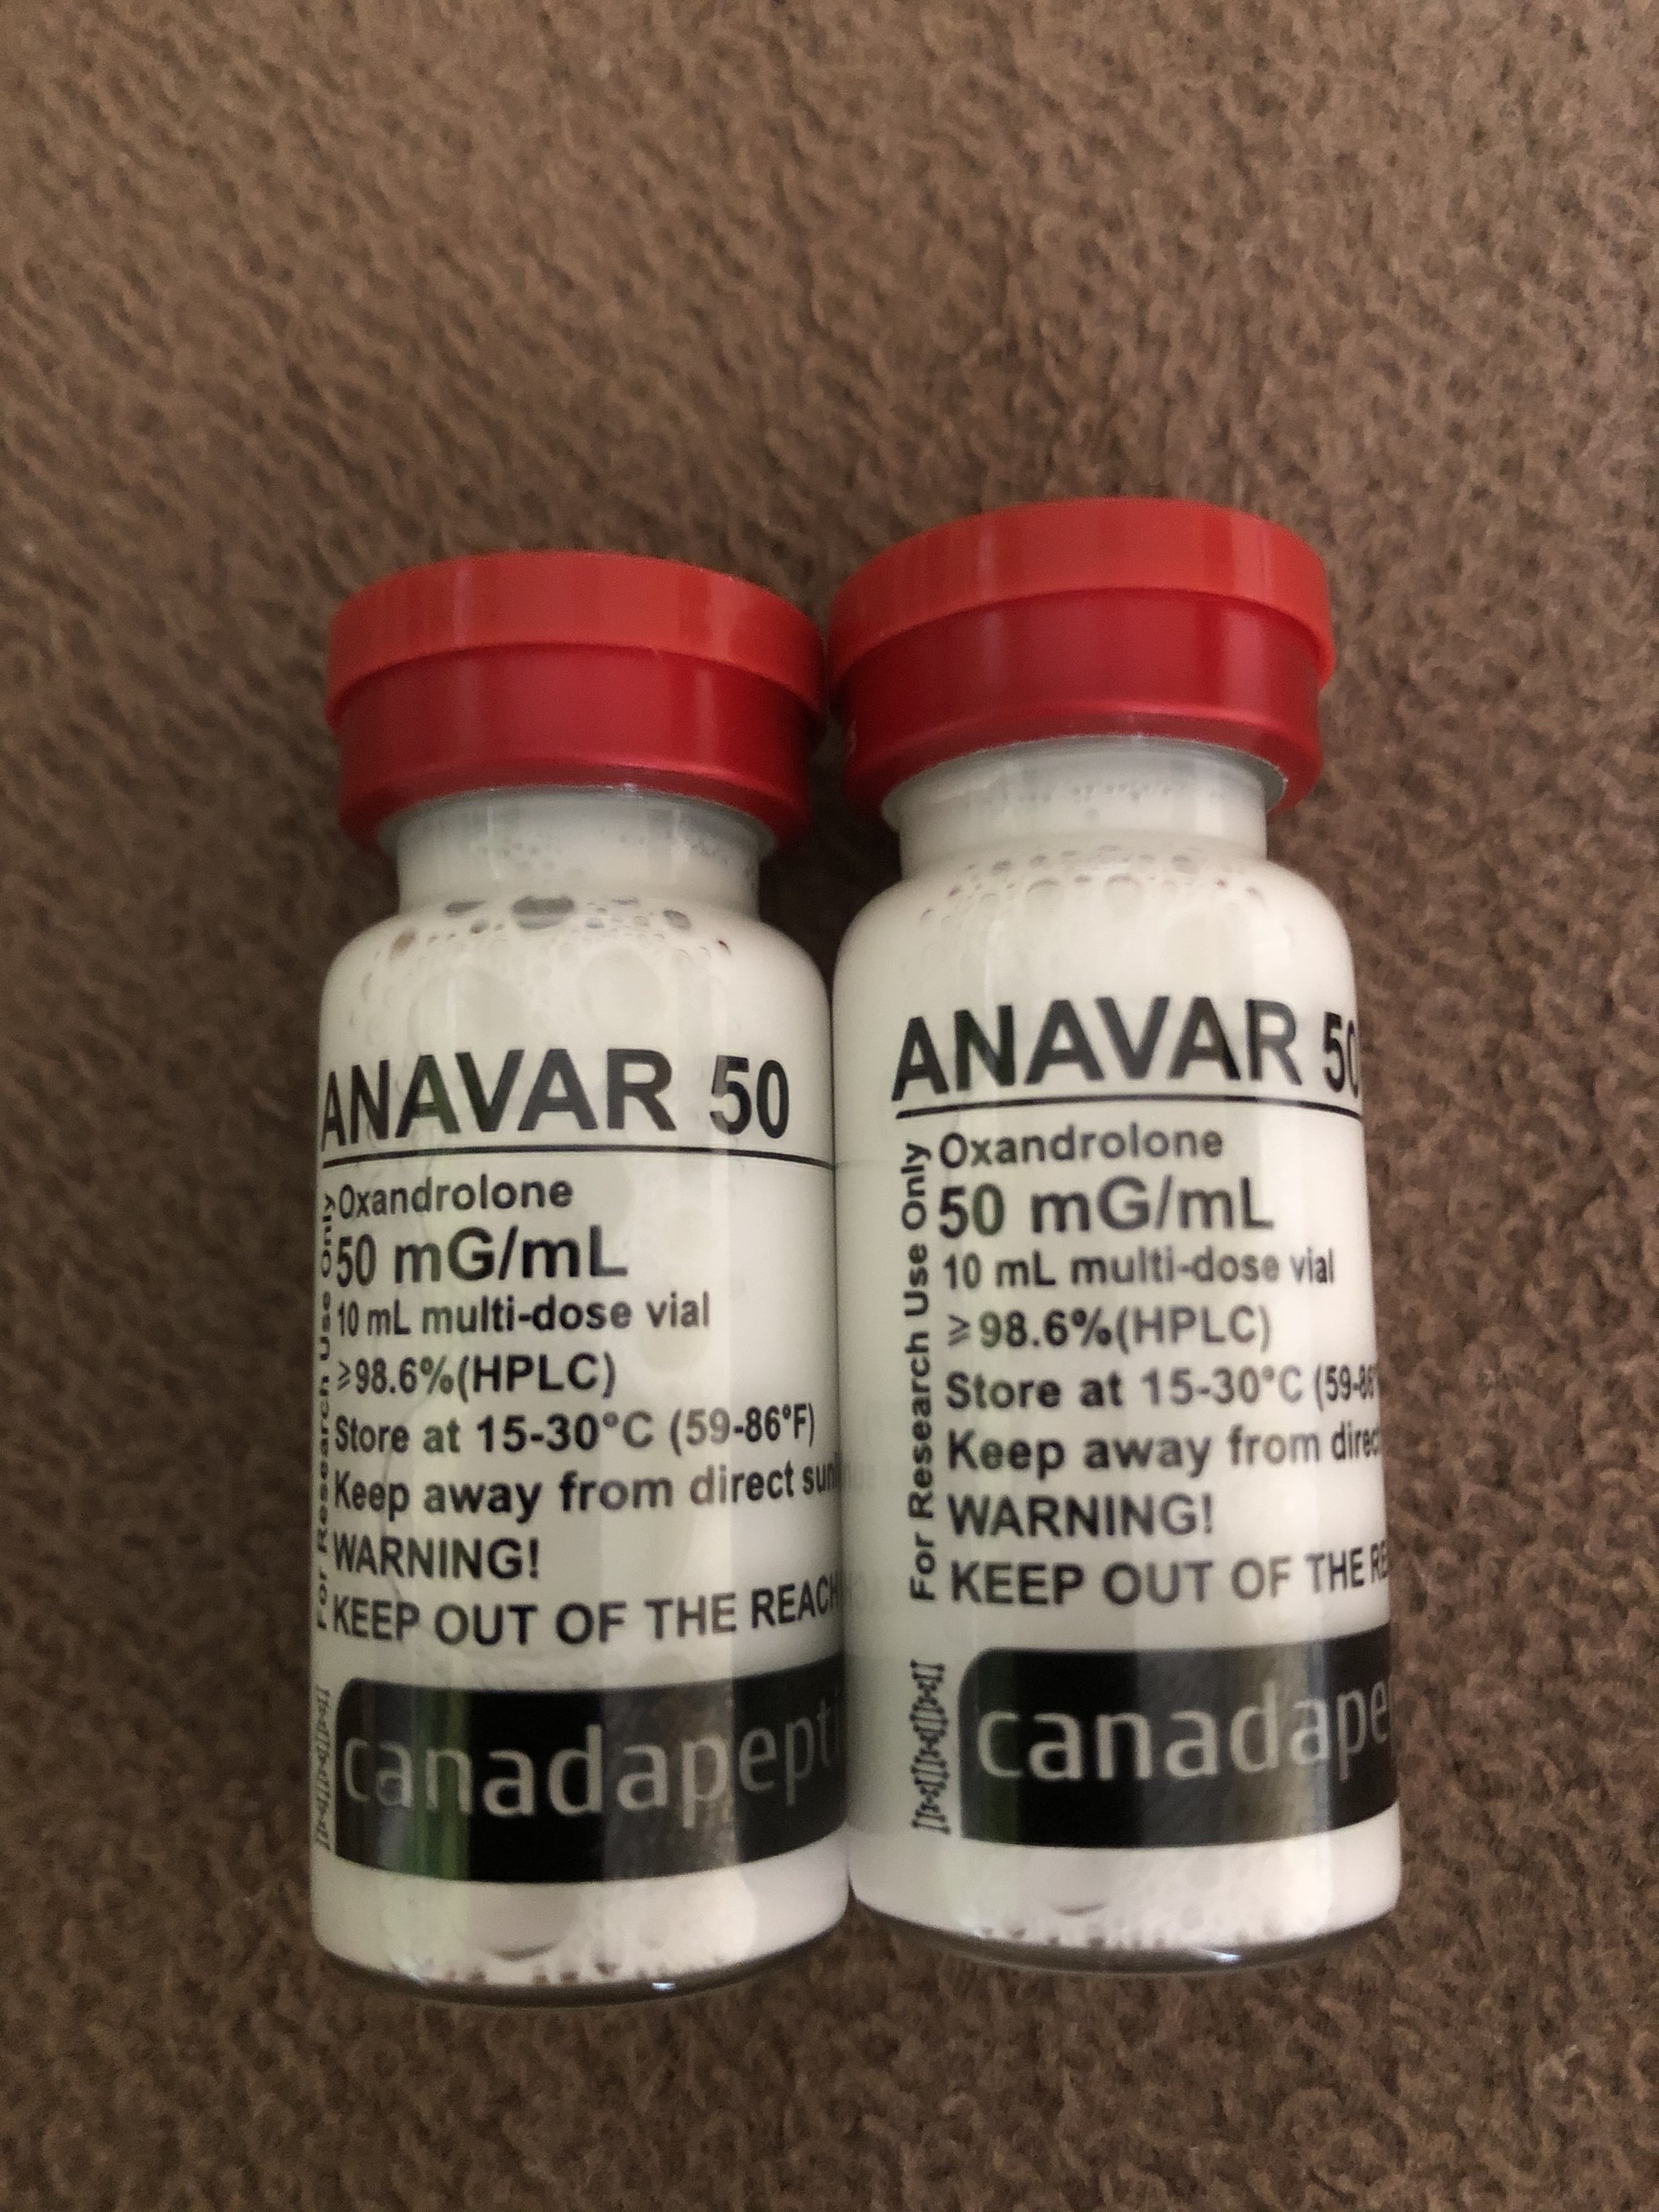 ANAVAR 50
Oxandrolone
50 mG/mL
10 mL multi-dose vial
≥98.6%(HPLC)
Store at 15-30°C (59-86°F)
Keep away from direct
WARNING!
KEEP OUT OF THE REACH
For Research Use Only
canadapepti
ANAVAR 50
Oxandrolone
50 mG/mL
10 mL multi-dose vial
≥98.6%(HPLC)
Store at 15-30°C (59-86°
Keep away from direc
WARNING!
KEEP OUT OF THE RE
For Research Use Only
canadape